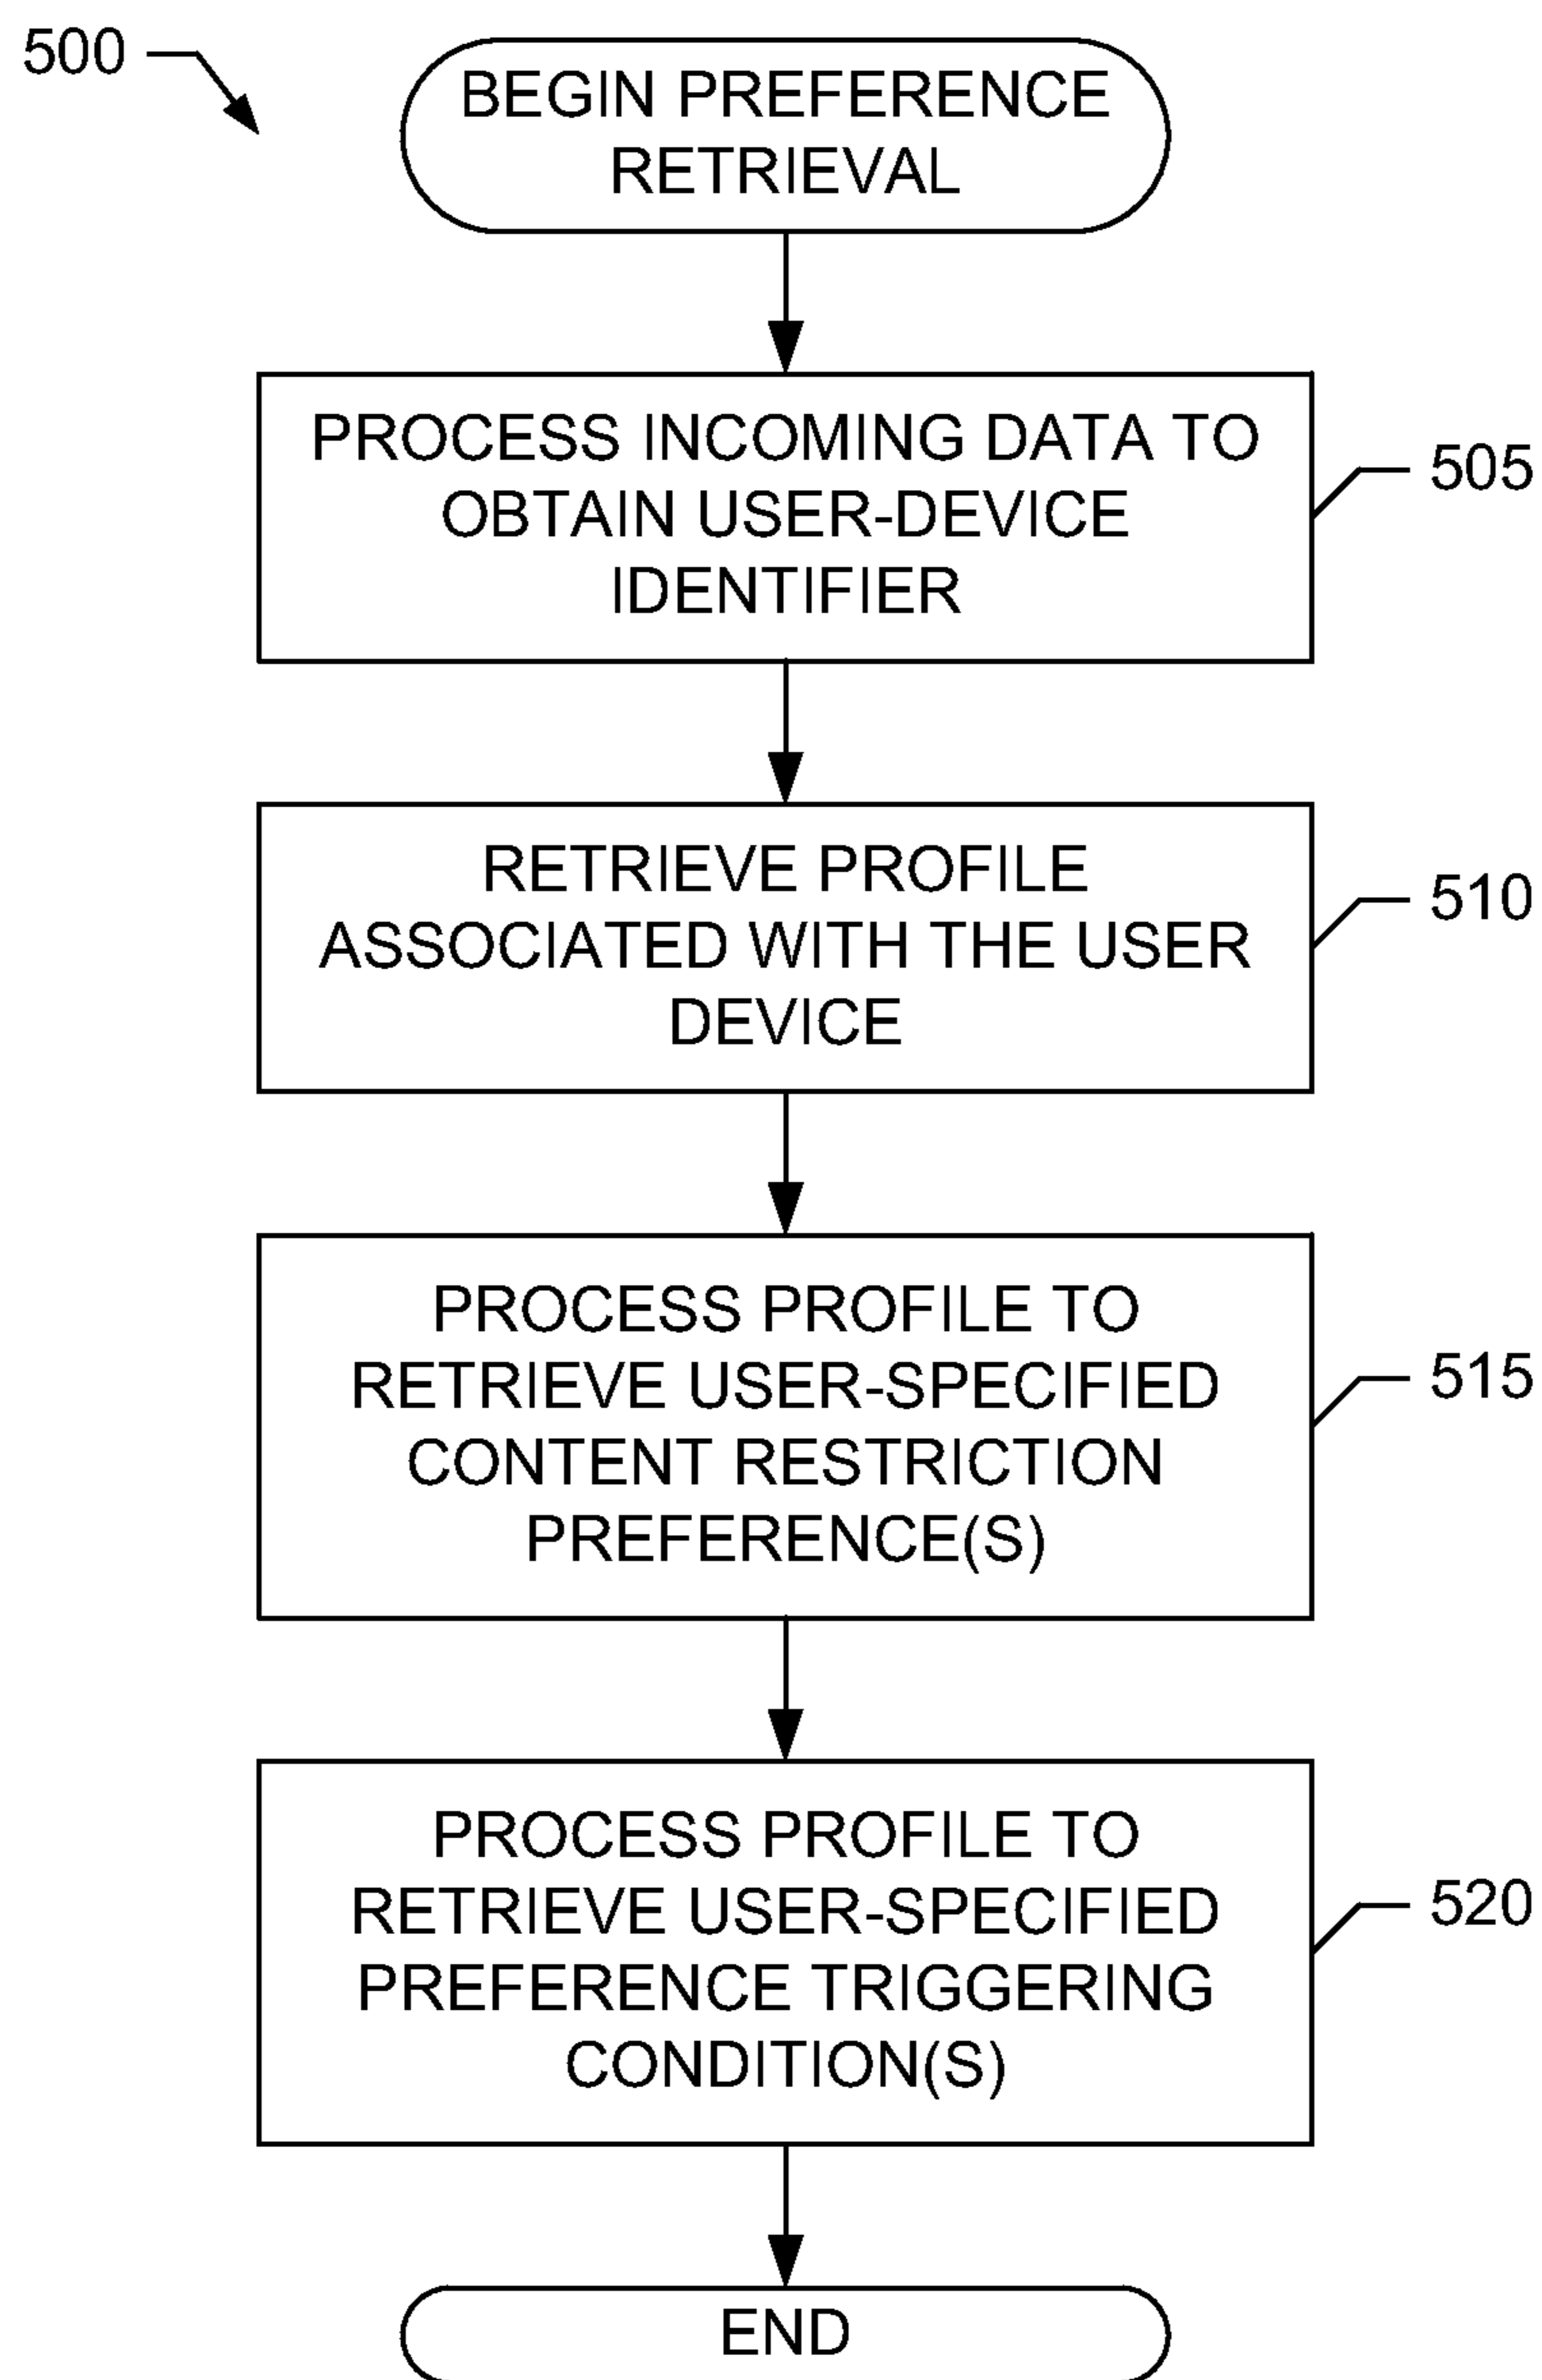 500
BEGIN PREFERENCE
RETRIEVAL
PROCESS INCOMING DATA TO
OBTAIN USER-DEVICE
IDENTIFIER
505
RETRIEVE PROFILE
ASSOCIATED WITH THE USER
DEVICE
510
PROCESS PROFILE TO
RETRIEVE USER-SPECIFIED
CONTENT RESTRICTION
PREFERENCE(S)
515
PROCESS PROFILE TO
RETRIEVE USER-SPECIFIED
PREFERENCE TRIGGERING
CONDITION(S)
520
END